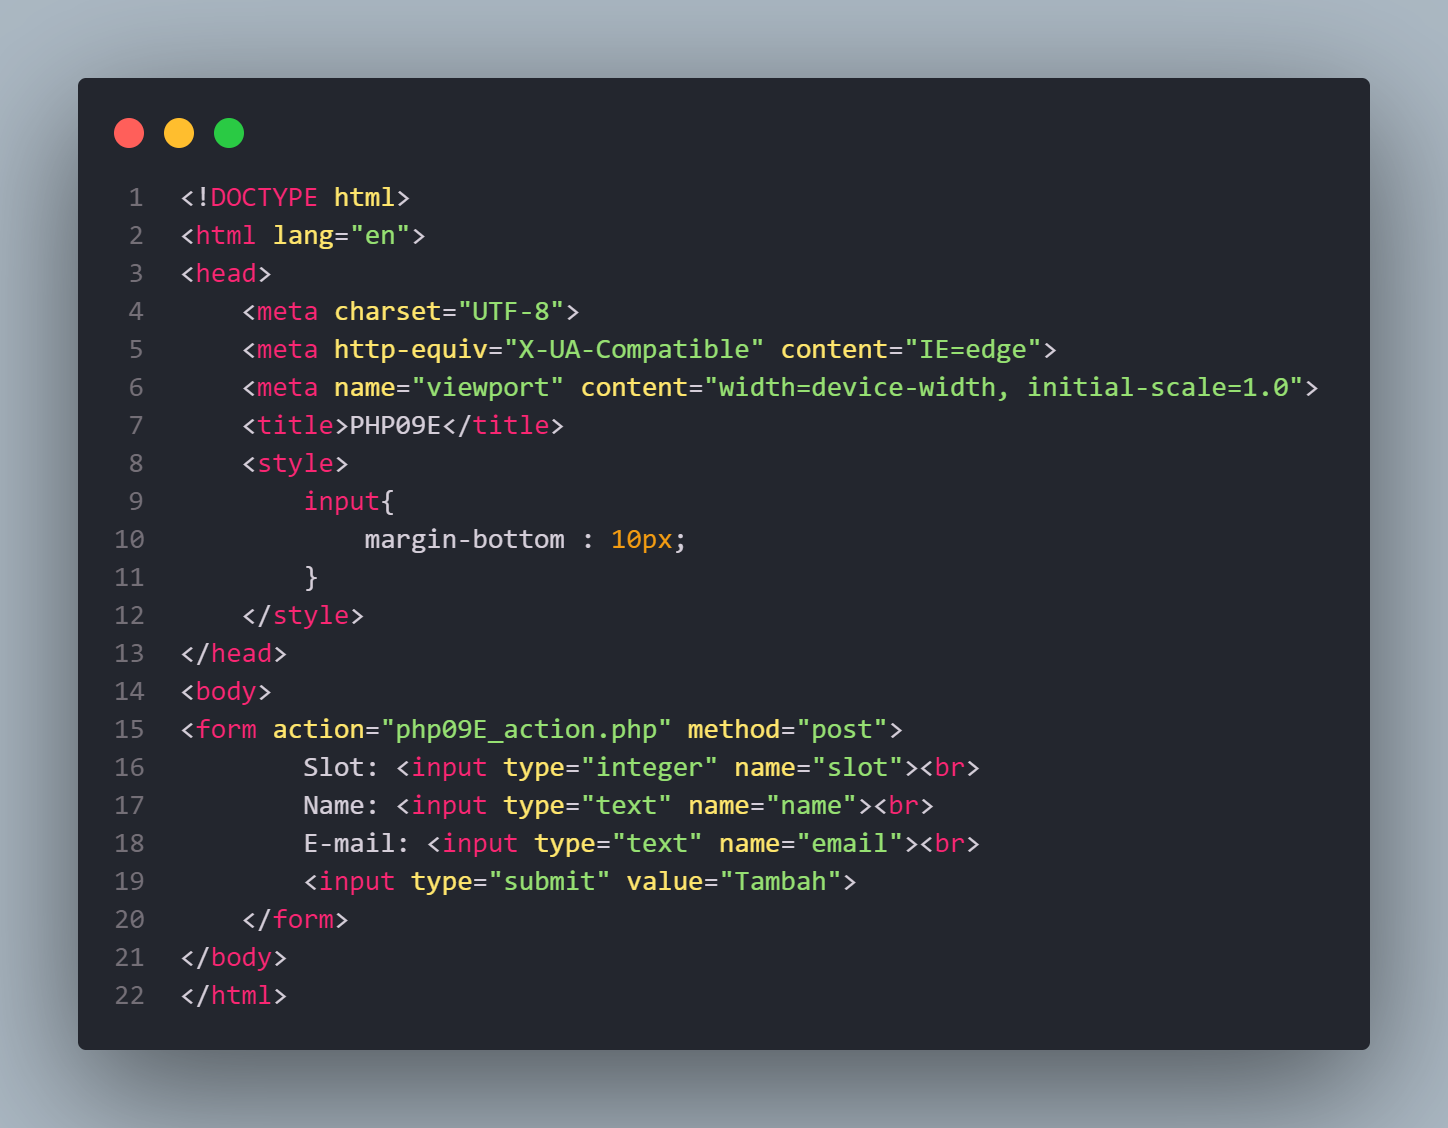 1 <!DOCTYPE html>
2 <html lang="en">
3 <head>
4     <meta charset="UTF-8">
5     <meta http-equiv="X-UA-Compatible" content="IE=edge">
6     <meta name="viewport" content="width=device-width, initial-scale=1.0">
7     <title>PHP09E</title>
8     <style>
9         input{
10             margin-bottom : 10px;
11         }
12     </style>
13 </head>
14 <body>
15 <form action="php09E_action.php" method="post">
16         Slot: <input type="integer" name="slot"><br>
17         Name: <input type="text" name="name"><br>
18         E-mail: <input type="text" name="email"><br>
19         <input type="submit" value="Tambah">
20     </form>
21 </body>
22 </html>